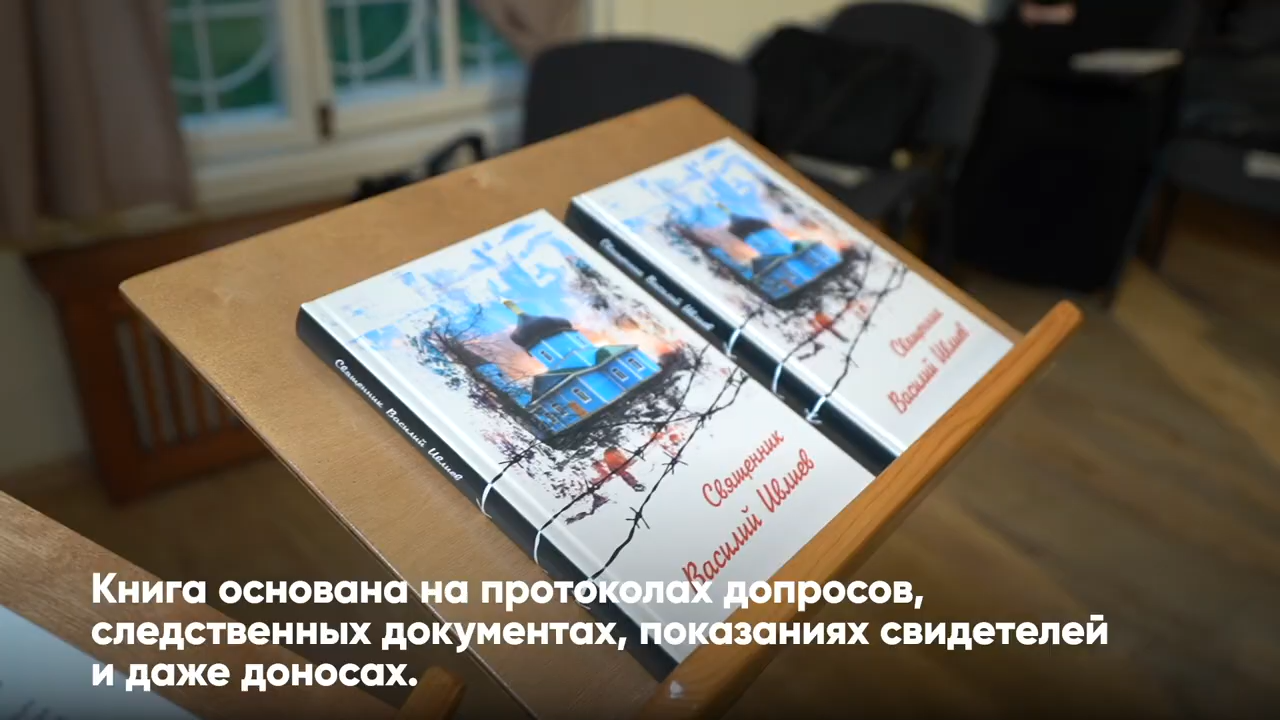 Священник Василий Ивлиев
Священник
Василий Ивлиев
Священник Василий Ивлиев
Священник
Василий Ивлиев
Книга основана на протоколах допросов,
следственных документах, показаниях свидетелей
и даже доносах.